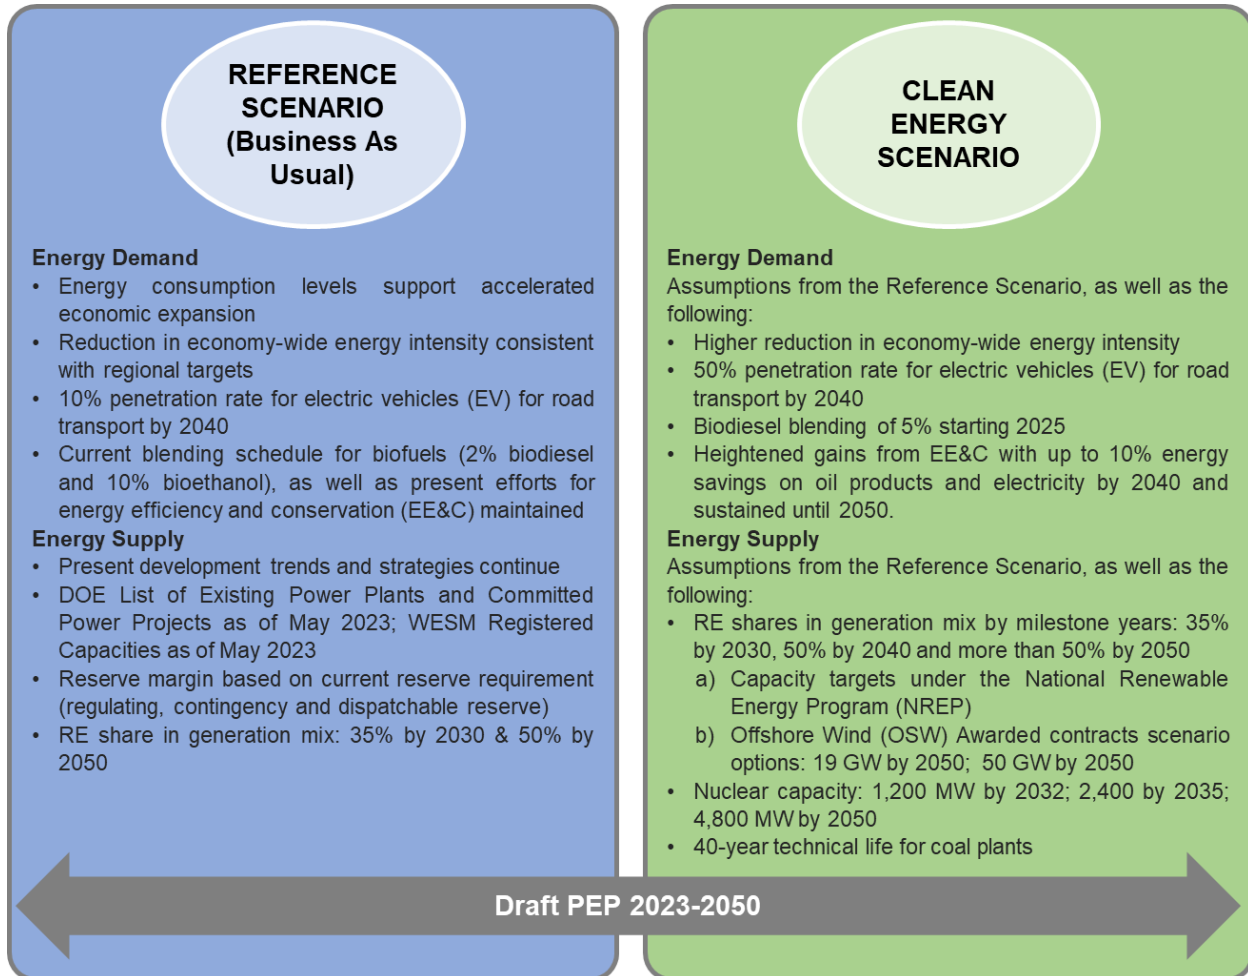 REFERENCE
SCENARIO
(Business As
Usual)
Energy Demand
• Energy consumption levels support accelerated
economic expansion
• Reduction in economy-wide energy intensity consistent
with regional targets
• 10% penetration rate for electric vehicles (EV) for road
transport by 2040
• Current blending schedule for biofuels (2% biodiesel
and 10% bioethanol), as well as present efforts for
energy efficiency and conservation (EE&C) maintained
Energy Supply
• Present development trends and strategies continue
• DOE List of Existing Power Plants and Committed
Power Projects as of May 2023; WESM Registered
Capacities as of May 2023
• Reserve margin based on current reserve requirement
(regulating, contingency and dispatchable reserve)
• RE share in generation mix: 35% by 2030 & 50% by
2050
CLEAN
ENERGY
SCENARIO
Energy Demand
Assumptions from the Reference Scenario, as well as the
following:
• Higher reduction in economy-wide energy intensity
• 50% penetration rate for electric vehicles (EV) for road
transport by 2040
• Biodiesel blending of 5% starting 2025
• Heightened gains from EE&C with up to 10% energy
savings on oil products and electricity by 2040 and
sustained until 2050.
Energy Supply
Assumptions from the Reference Scenario, as well as the
following:
• RE shares in generation mix by milestone years: 35%
by 2030, 50% by 2040 and more than 50% by 2050
a) Capacity targets under the National Renewable
Energy Program (NREP)
b) Offshore Wind (OSW) Awarded contracts scenario
options: 19 GW by 2050; 50 GW by 2050
• Nuclear capacity: 1,200 MW by 2032; 2,400 by 2035;
4,800 MW by 2050
• 40-year technical life for coal plants
Draft PEP 2023-2050